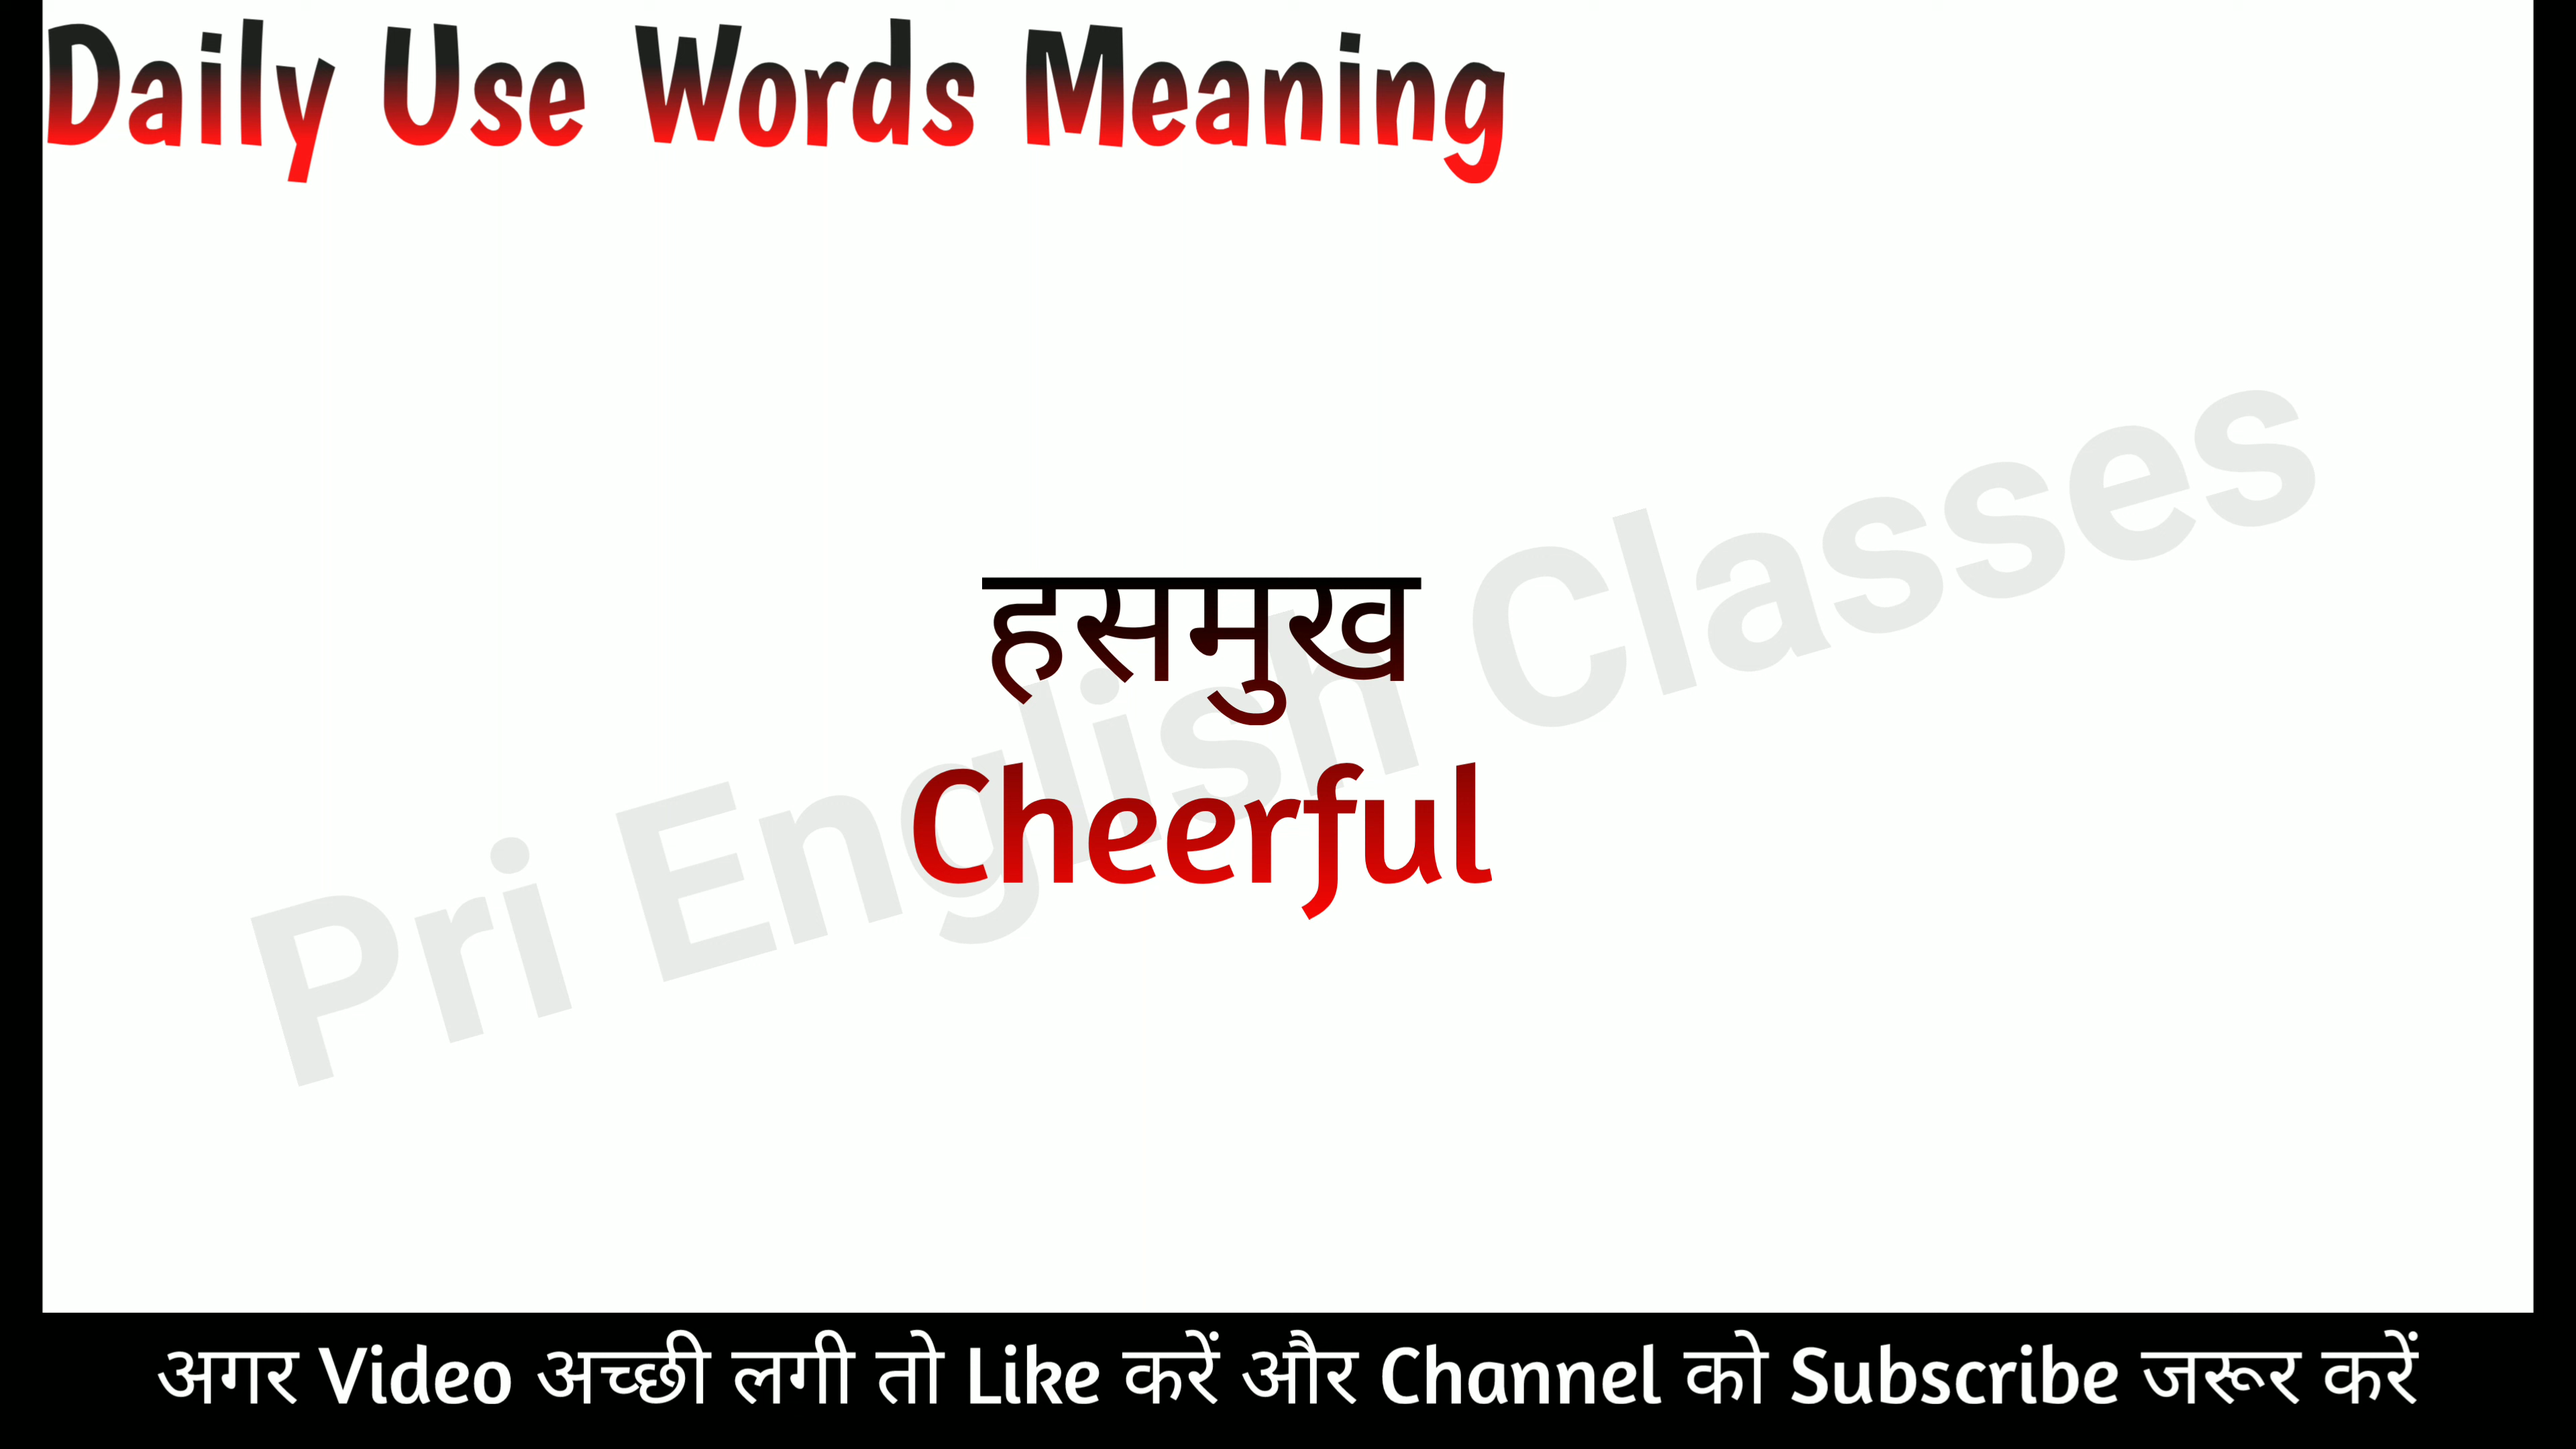 Daily Use Words Meaning
हसमुख
Cheerful
Pri English Classes
अगर Video अच्छी लगी तो Like करें और Channel को Subscribe जरूर करें